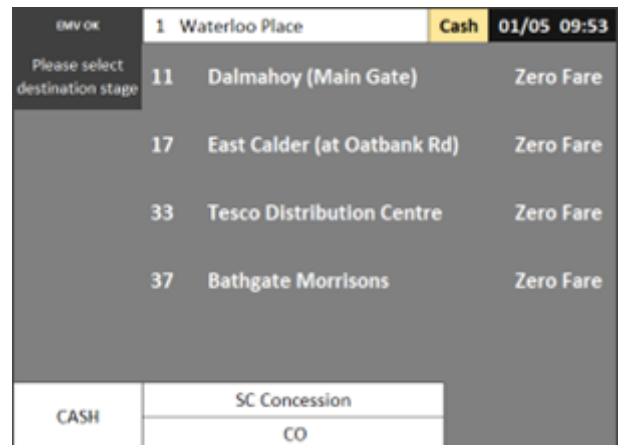 EMV OK
1 Waterloo Place
Cash
01/05 09:53
Please select
destination stage
11 Dalmahoy (Main Gate) Zero Fare
17 East Calder (at Oatbank Rd) Zero Fare
33 Tesco Distribution Centre Zero Fare
37 Bathgate Morrisons Zero Fare
CASH
SC Concession
CO